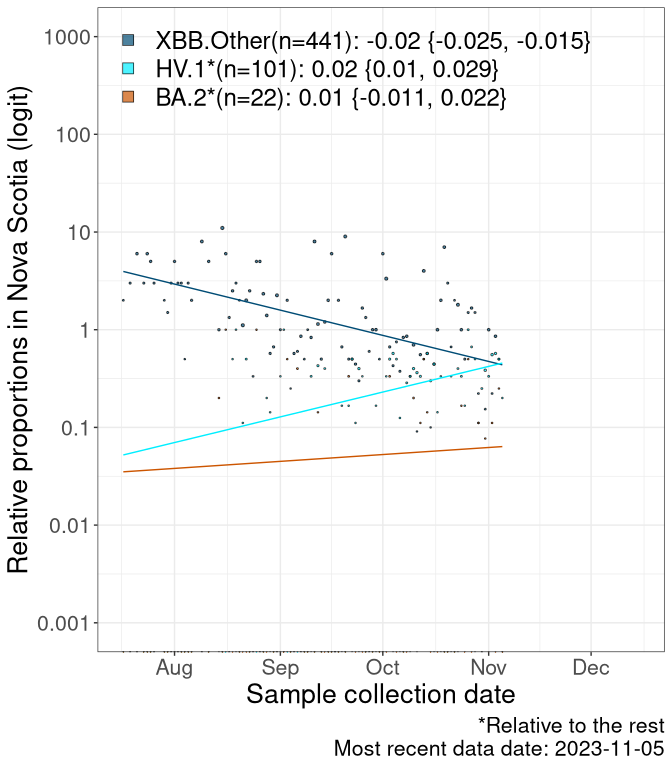 XBB.Other(n=441): -0.02 {-0.025, -0.015}
HV.1*(n=101): 0.02 {0.01, 0.029}
BA.2*(n=22): 0.01 {-0.011, 0.022}
Relative proportions in Nova Scotia (logit)
1000
100
10
1
0.1
0.01
0.001
Aug Sep Oct Nov Dec
Sample collection date
*Relative to the rest
Most recent data date: 2023-11-05